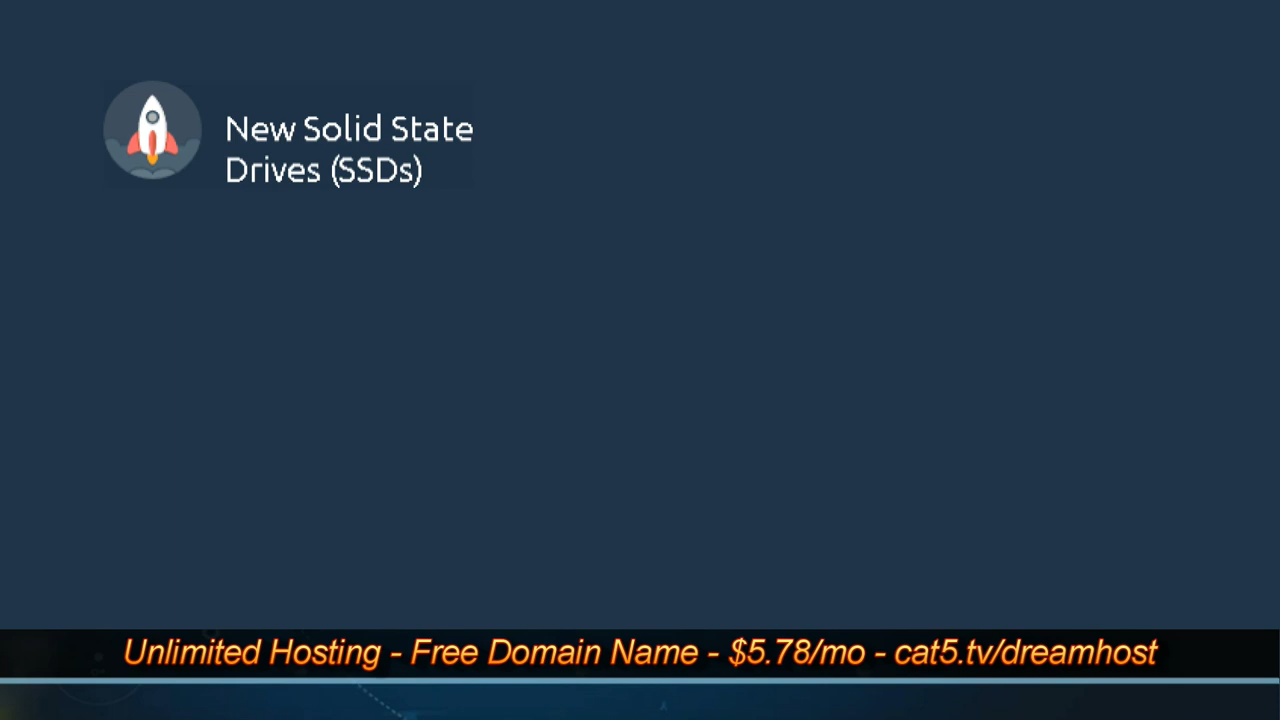 New Solid State
Drives (SSDs)
Unlimited Hosting - Free Domain Name - $5.78/mo - cat5.tv/dreamhost